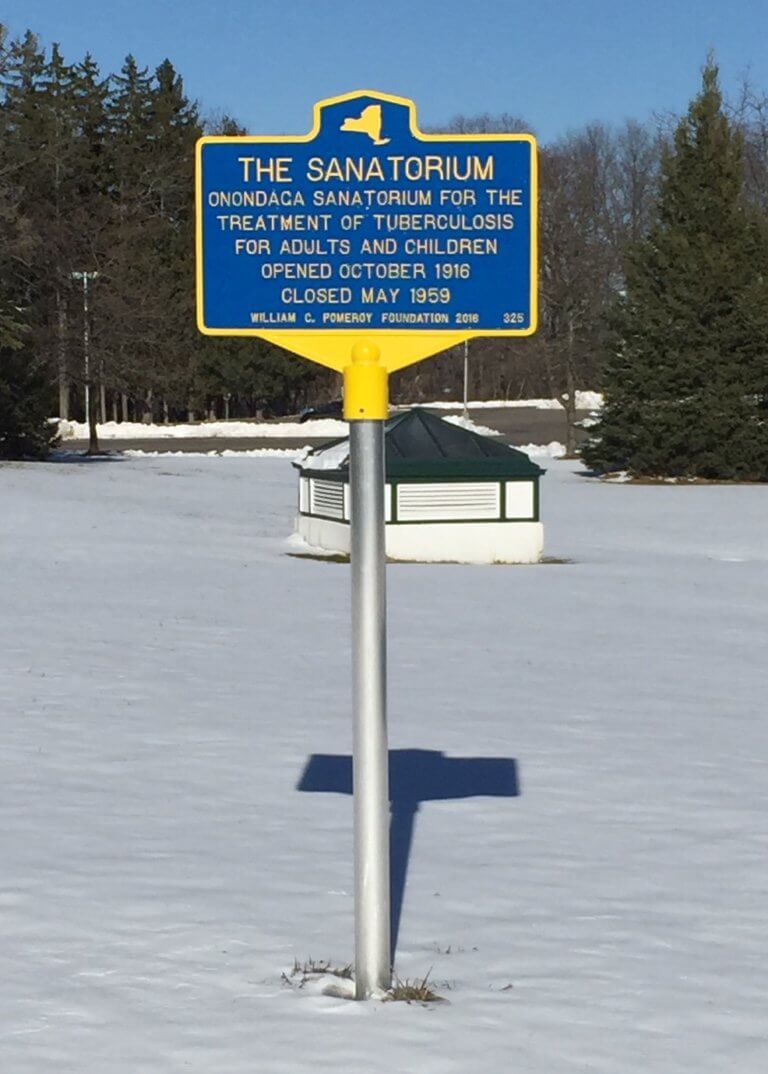 THE SANATORIUM
ONONDAGA SANATORIUM FOR THE
TREATMENT OF TUBERCULOSIS
FOR ADULTS AND CHILDREN
OPENED OCTOBER 1916
CLOSED MAY 1959
WILLIAM C. POMEROY FOUNDATION 2016 325